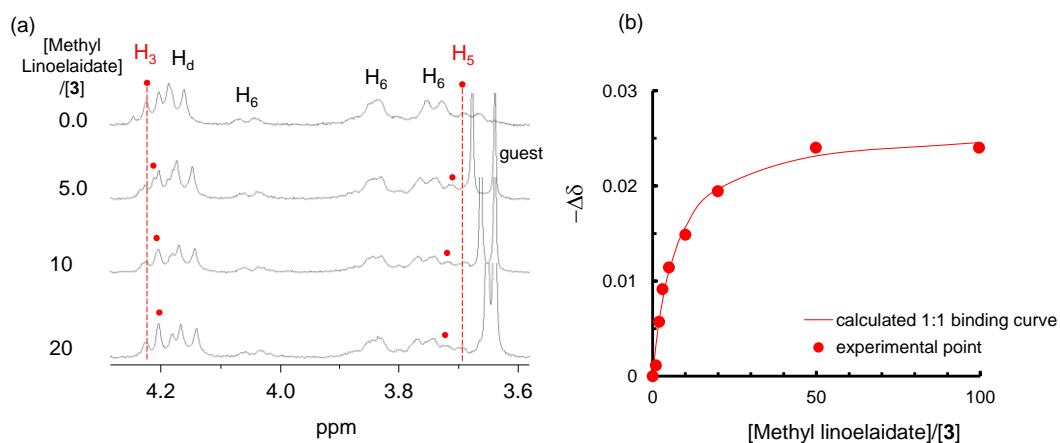 (a)
[Methyl
Linoelaidate]
/[3]
H3
Hd
H6
H6
H6
H5
0.0
5.0
10
20
guest
4.2 4.0 3.8 3.6
ppm
(b)
−Δδ
0.03
0.02
0.01
0
0 50 100
calculated 1:1 binding curve
experimental point
[Methyl linoleate]/[3]